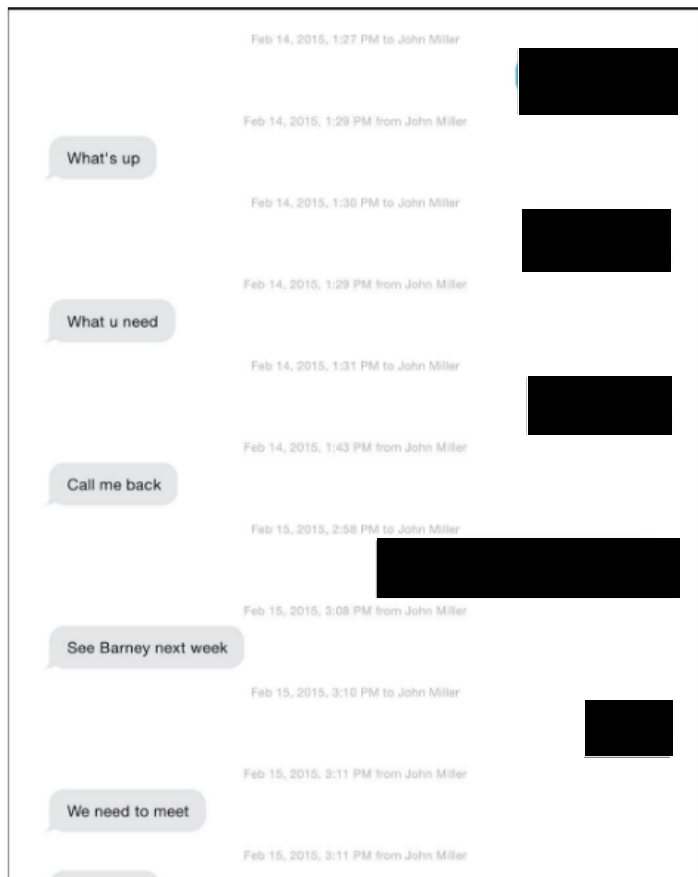 Feb 14, 2015, 1:27 PM to John Miller
Feb 14, 2015, 1:29 PM from John Miller
What's up
Feb 14, 2015, 1:30 PM to John Miller
Feb 14, 2015, 1:29 PM from John Miller
What u need
Feb 14, 2015, 1:31 PM to John Miller
Feb 14, 2015, 1:43 PM from John Miller
Call me back
Feb 15, 2015, 2:58 PM to John Miller
Feb 15, 2015, 3:08 PM from John Miller
See Barney next week
Feb 15, 2015, 3:10 PM to John Miller
Feb 15, 2015, 3:11 PM from John Miller
We need to meet
Feb 15, 2015, 3:11 PM from John Miller